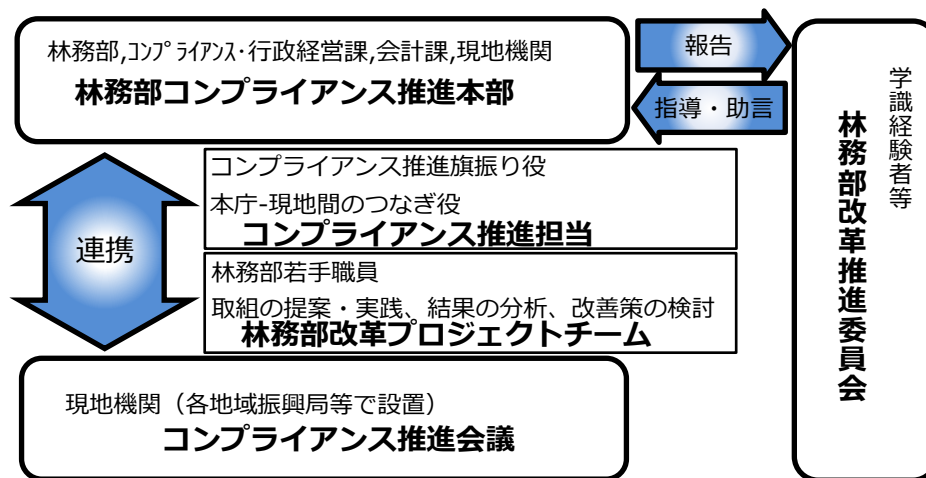 林務部,ｺﾝﾌﾟﾗｲｱﾝｽ・行政経営課,会計課,現地機関
林務部コンプライアンス推進本部
報告
指導・助言
学識経験者等
林務部改革推進委員会
連携
コンプライアンス推進旗振り役
本庁-現地間のつなぎ役
コンプライアンス推進担当
林務部若手職員
取組の提案・実践、結果の分析、改善策の検討
林務部改革プロジェクトチーム
現地機関（各地域振興局等で設置）
コンプライアンス推進会議